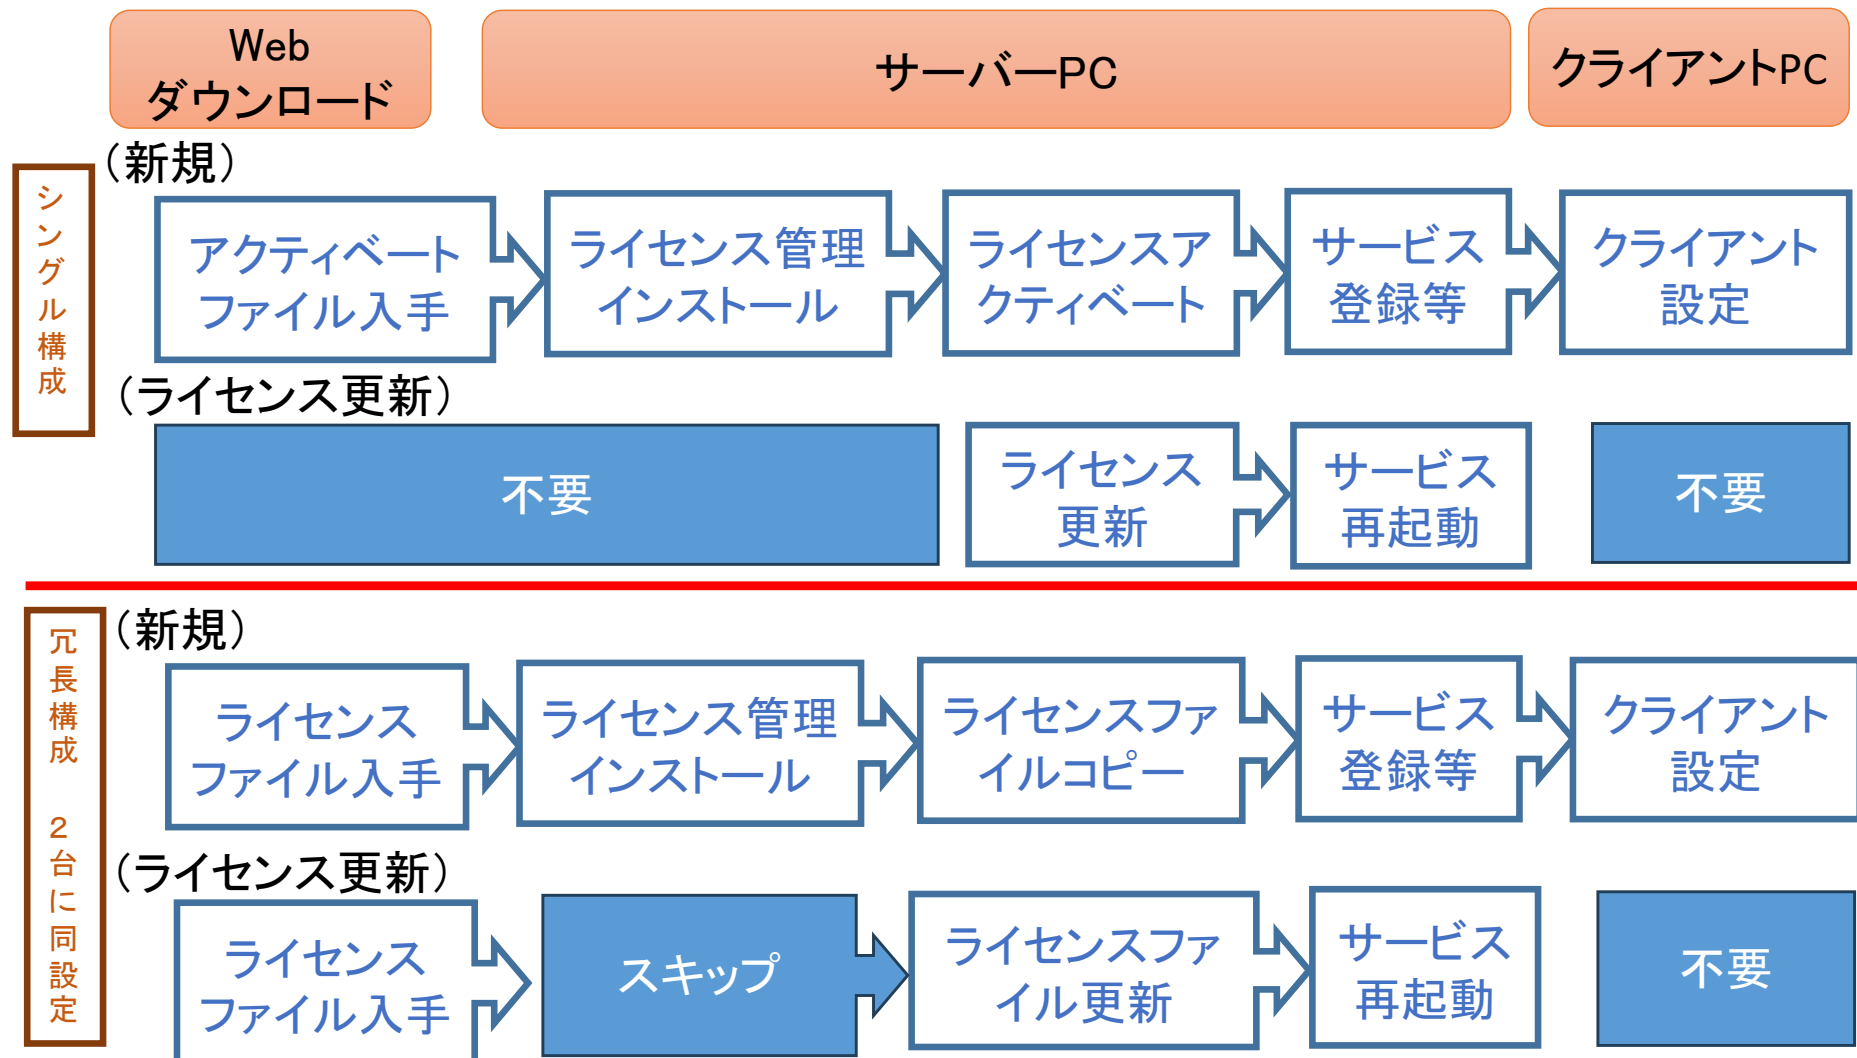 Web
ダウンロード
サーバーPC
クライアントPC
シングル構成
（新規）
アクティベート
ファイル入手
ライセンス管理
インストール
ライセンスア
クティベート
サービス
登録等
クライアント
設定
（ライセンス更新）
不要
ライセンス
更新
サービス
再起動
不要
冗長構成　２台に同設定
（新規）
ライセンス
ファイル入手
ライセンス管理
インストール
ライセンスファ
イルコピー
サービス
登録等
クライアント
設定
（ライセンス更新）
ライセンス
ファイル入手
スキップ
ライセンスファ
イル更新
サービス
再起動
不要